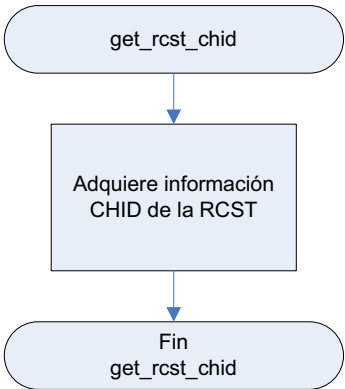 get_rcst_chid
Adquiere información
CHID de la RCST
Fin
get_rcst_chid